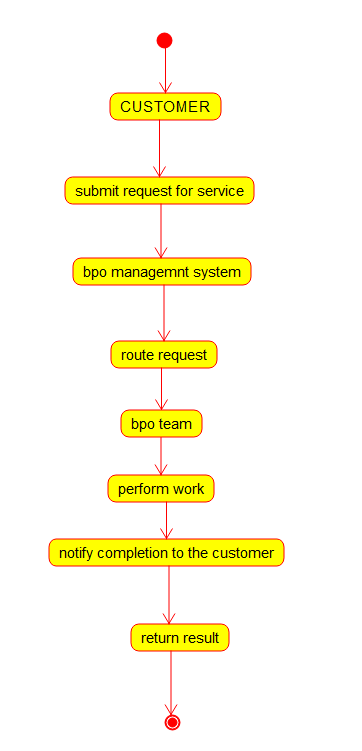 CUSTOMER
submit request for service
bpo managemnt system
route request
bpo team
perform work
notify completion to the customer
return result